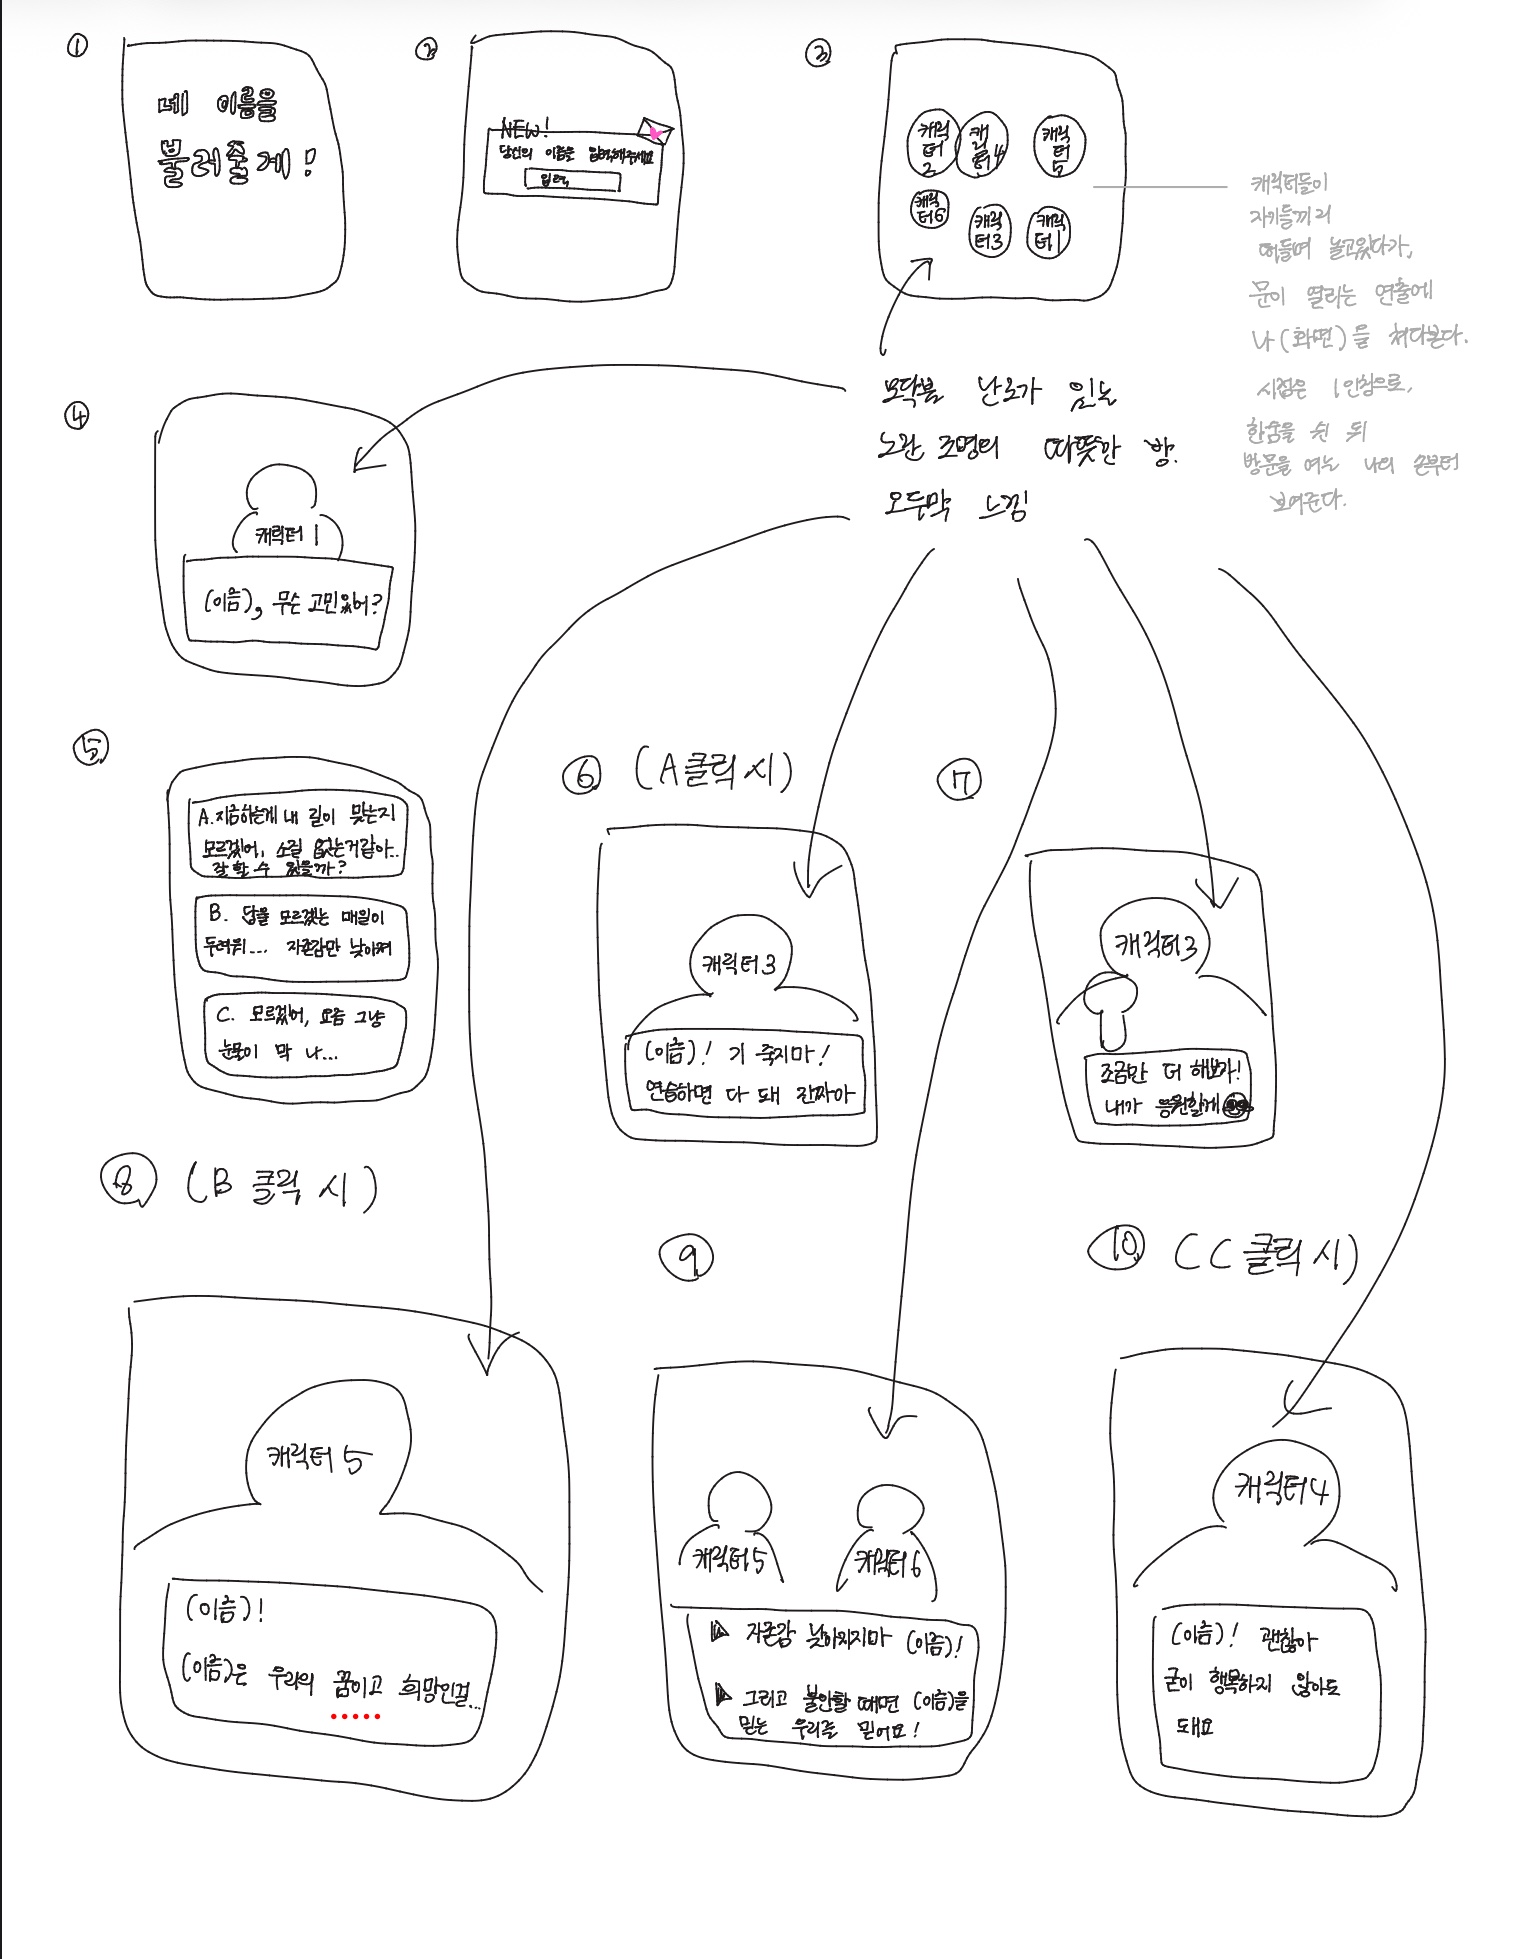 ①
네 이름을
불러줄게!
②
NEW!
당신의 이름을 입력해주세요
입력
③
캐릭터2
캐릭터4
캐릭터5
캐릭터6
캐릭터3
캐릭터1
캐릭터들이
자기들끼리
떠들며 놀고있다가,
문이 열리는 연출에
나(화면)를 쳐다본다.
시점은 1인칭으로,
한숨을 쉰 뒤
방문을 여는 나의 손부터
보여준다.
모닥불 난로가 있는
노란 조명의 따뜻한 방.
오두막 느낌
④
캐릭터1
(이름), 무슨 고민있어?
⑤
A. 지금하는게 내 길이 맞는지
모르겠어, 소질 없는거같아..
잘 할 수 있을까?
B. 답을 모르겠는 매일이
두려워... 자존감만 낮아져
C. 모르겠어, 요즘 그냥
눈물이 막 나...
⑥ (A클릭 시)
캐릭터3
(이름)! 기 죽지마!
연습하면 다 돼 진짜야
⑦
캐릭터3
조금만 더 해보자!
내가 응원할게
⑧ (B 클릭 시)
캐릭터5
(이름)!
(이름)은 우리의 꿈이고 희망인걸...
⑨
캐릭터5
캐릭터6
▶ 자존감 낮아지지마 (이름)!
▶ 그리고 불안할 때면 (이름)을
믿는 우리를 믿어요!
⑩ (C클릭 시)
캐릭터4
(이름)! 괜찮아
굳이 행복하지 않아도
돼요